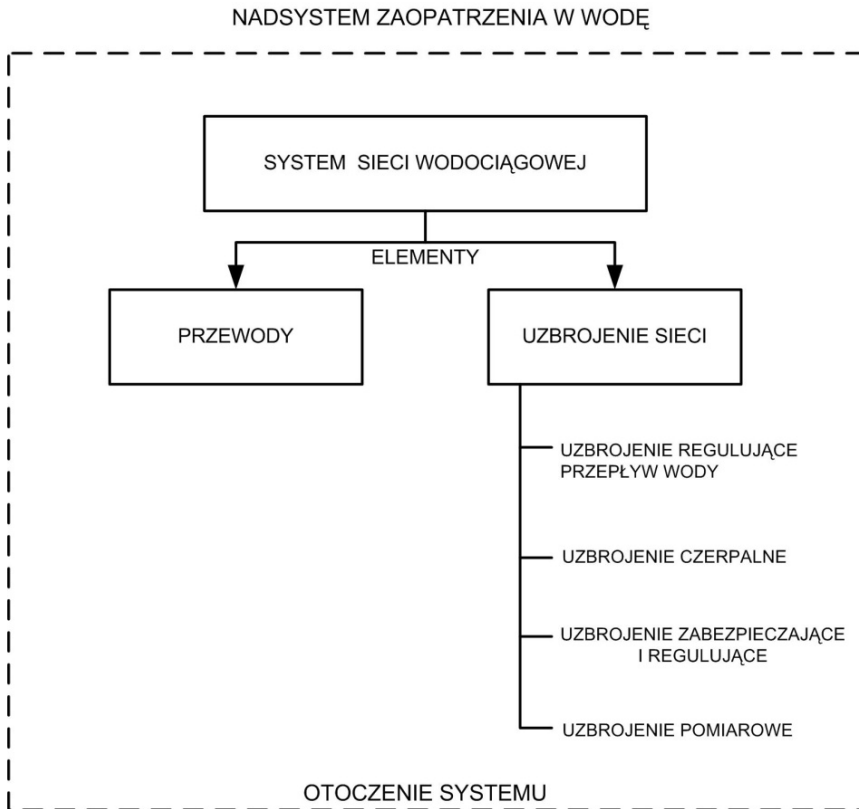 NADSYSTEM ZAOPATRZENIA W WODĘ
SYSTEM SIECI WODOCIĄGOWEJ
ELEMENTY
PRZEWODY
UZBROJENIE SIECI
UZBROJENIE REGULUJĄCE
PRZEPŁYW WODY
UZBROJENIE CZERPALNE
UZBROJENIE ZABEZPIECZAJĄCE
I REGULUJĄCE
UZBROJENIE POMIAROWE
OTOCZENIE SYSTEMU